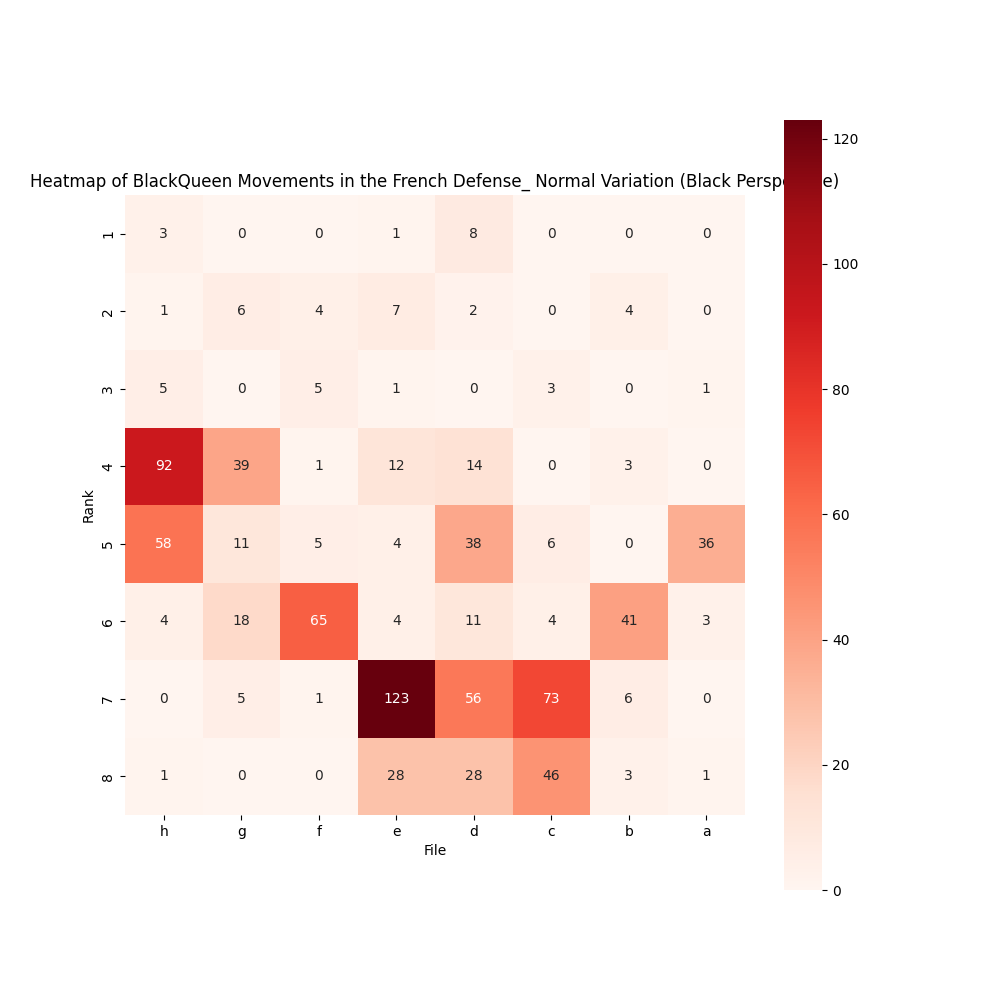 Heatmap of BlackQueen Movements in the French Defense_ Normal Variation (Black Perspe e)
120
100
80
60
40
20
0
1 3 0 0 1 8 0 0 0
2 1 6 4 7 2 0 4 0
3 5 0 5 1 0 3 0 1
4 92 39 1 12 14 0 3 0
Rank
5 58 11 5 4 38 6 0 36
6 4 18 65 4 11 4 41 3
7 0 5 1 123 56 73 6 0
8 1 0 0 28 28 46 3 1
h g f e d c b a
File